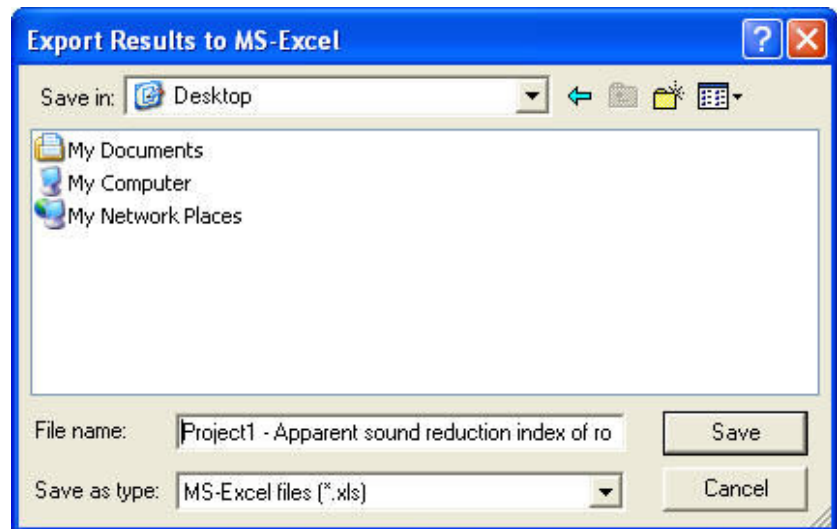 Export Results to MS-Excel
Save in: Desktop
My Documents
My Computer
My Network Places
File name: Project1 - Apparent sound reduction index of ro
Save
Save as type: MS-Excel files (*.xls)
Cancel